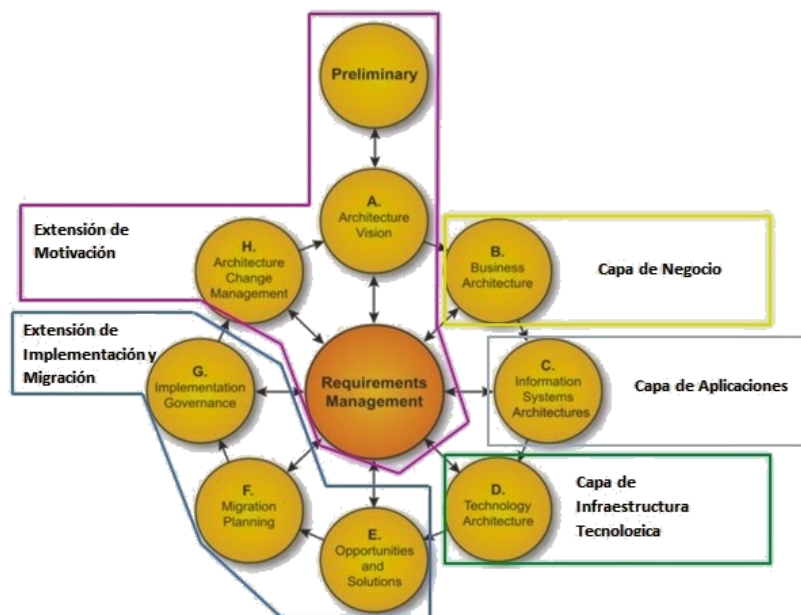 Preliminary
A.
Architecture
Vision
Extensión de
Motivación
H.
Architecture
Change
Management
B.
Business
Architecture
Capa de Negocio
Extensión de
Implementación y
Migración
G.
Implementation
Governance
Requirements
Management
C.
Information
Systems
Architectures
Capa de Aplicaciones
F.
Migration
Planning
D.
Technology
Architecture
Capa de
Infraestructura
Tecnologica
E.
Opportunities
and
Solutions